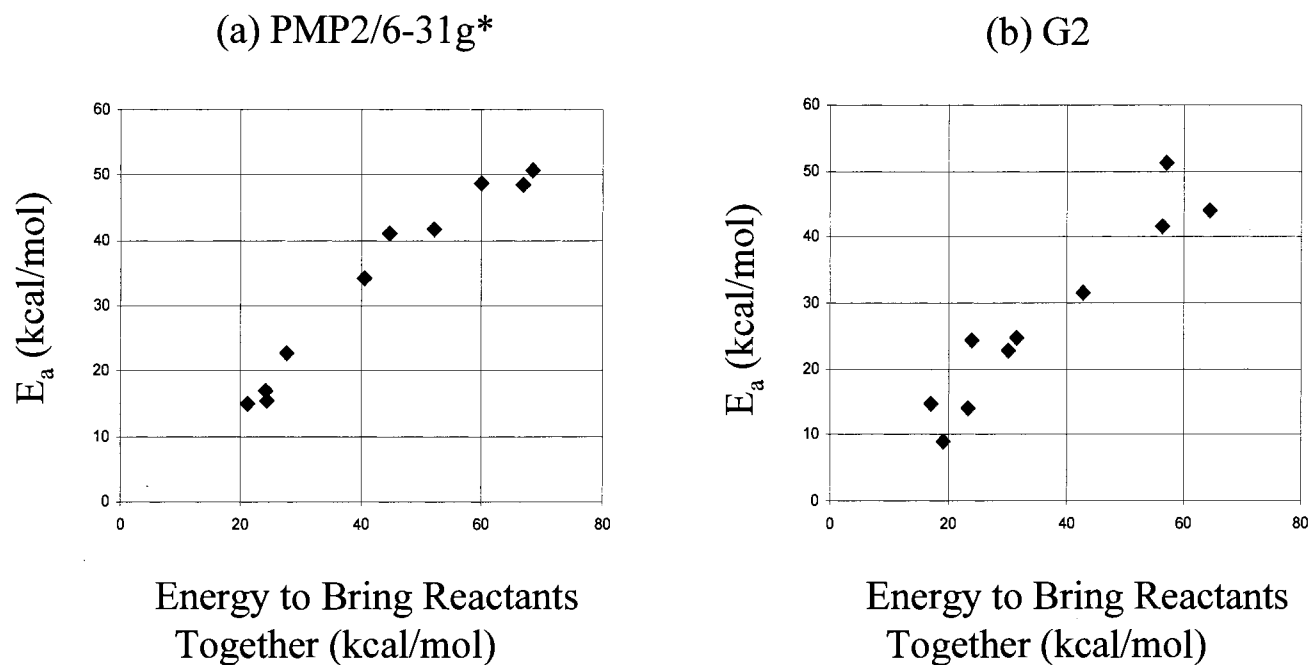 (a) PMP2/6-31g*
60
50
40
30
20
10
0
0 20 40 60 80
E_a (kcal/mol)
Energy to Bring Reactants
Together (kcal/mol)
(b) G2
60
50
40
30
20
10
0
0 20 40 60 80
E_a (kcal/mol)
Energy to Bring Reactants
Together (kcal/mol)